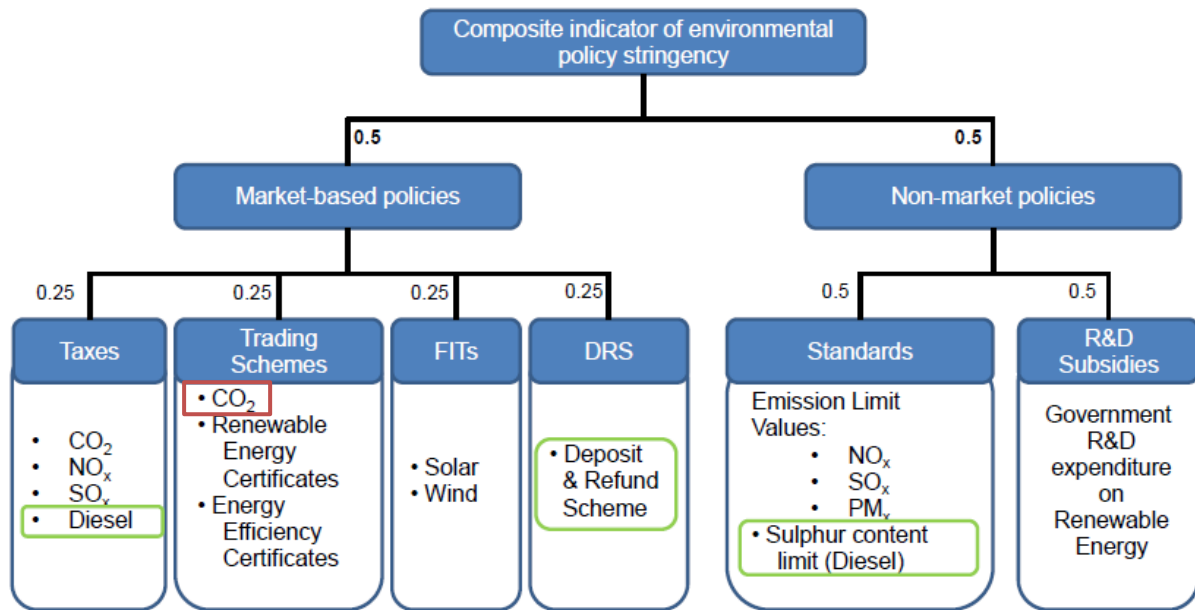 Composite indicator of environmental
policy stringency
0.5
0.5
Market-based policies
Non-market policies
0.25
0.25
0.25
0.25
0.5
0.5
Taxes
• CO₂
• NOₓ
• SOₓ
• Diesel
Trading
Schemes
• CO₂
• Renewable
Energy
Certificates
• Energy
Efficiency
Certificates
FITs
• Solar
• Wind
DRS
• Deposit
& Refund
Scheme
Standards
Emission Limit
Values:
• NOₓ
• SOₓ
• PMₓ
• Sulphur content
limit (Diesel)
R&D
Subsidies
Government
R&D
expenditure
on
Renewable
Energy